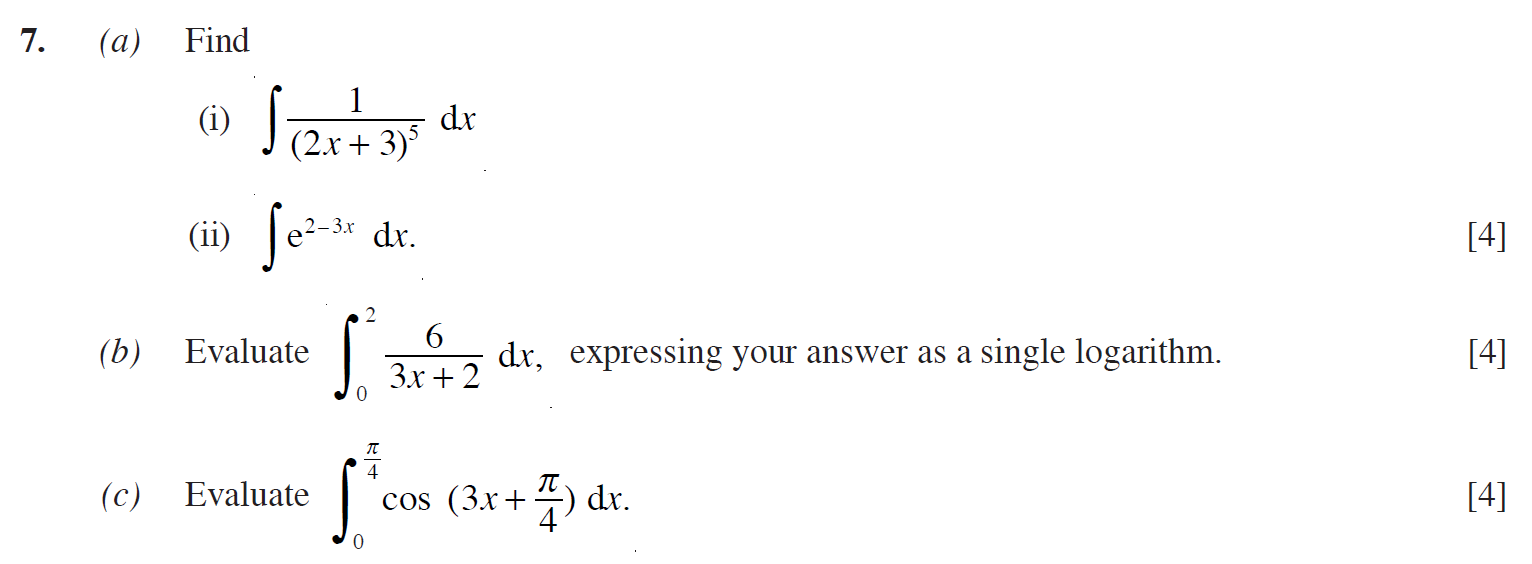 7. (a) Find
(i) ∫ 1/(2x + 3)⁵ dx
(ii) ∫ e²⁻³ˣ dx. [4]
(b) Evaluate ∫₀² 6/(3x + 2) dx, expressing your answer as a single logarithm. [4]
(c) Evaluate ∫₀^(π/4) cos (3x + π/4) dx. [4]